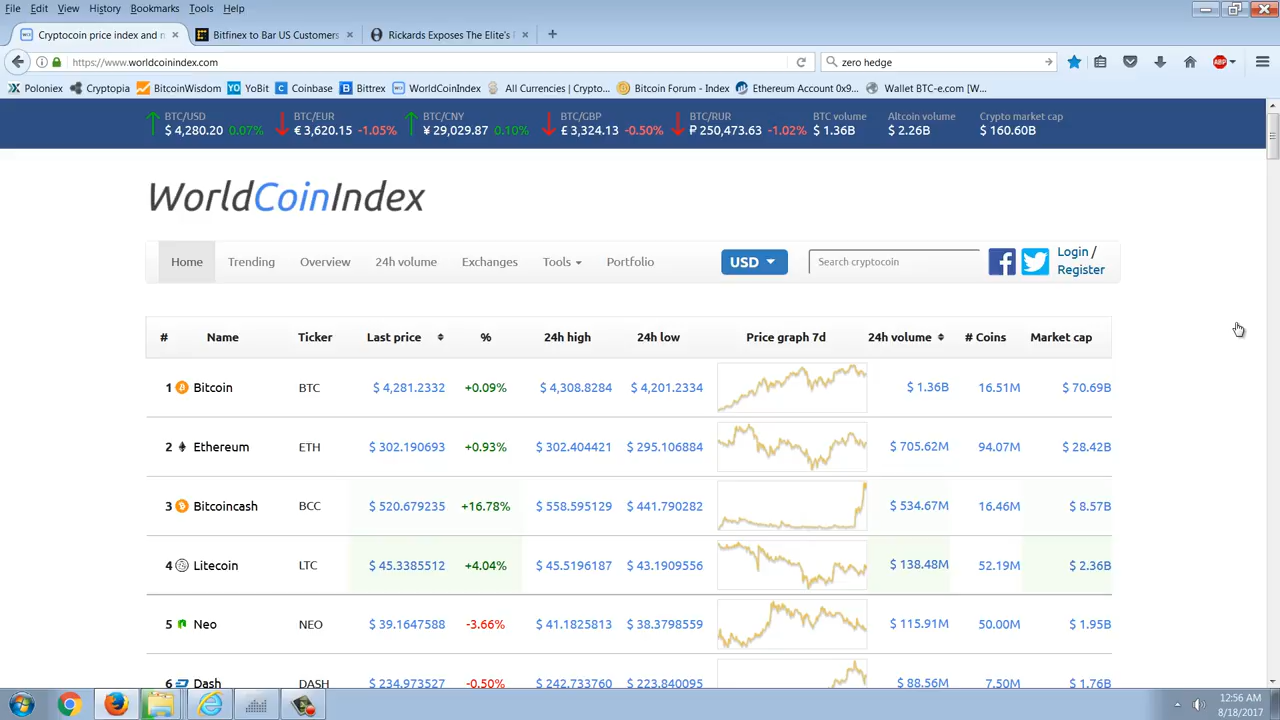 File Edit View History Bookmarks Tools Help
Cryptocoin price index and n × Bitfinex to Bar US Customers × Rickards Exposes The Elite's × +
https://www.worldcoinindex.com zero hedge ABP
Poloniex Cryptopia BitcoinWisdom YoBit Coinbase Bittrex WorldCoinIndex All Currencies | Crypto... Bitcoin Forum - Index Ethereum Account 0x9... Wallet BTC-e.com [W...
BTC/USD BTC/EUR BTC/CNY BTC/GBP BTC/RUR BTC volume Altcoin volume Crypto market cap
$ 4,280.20 0.07% € 3,620.15 -1.05% ¥ 29,029.87 0.10% £ 3,324.13 -0.50% ₽ 250,473.63 -1.02% $ 1.36B $ 2.26B $ 160.60B
WorldCoinIndex
Home Trending Overview 24h volume Exchanges Tools Portfolio USD Search cryptocoin Login / Register
# Name Ticker Last price % 24h high 24h low Price graph 7d 24h volume # Coins Market cap
1 Bitcoin BTC $ 4,281.2332 +0.09% $ 4,308.8284 $ 4,201.2334 $ 1.36B 16.51M $ 70.69B
2 Ethereum ETH $ 302.190693 +0.93% $ 302.404421 $ 295.106884 $ 705.62M 94.07M $ 28.42B
3 Bitcoincash BCC $ 520.679235 +16.78% $ 558.595129 $ 441.790282 $ 534.67M 16.46M $ 8.57B
4 Litecoin LTC $ 45.3385512 +4.04% $ 45.5196187 $ 43.1909556 $ 138.48M 52.19M $ 2.36B
5 Neo NEO $ 39.1647588 -3.66% $ 41.1825813 $ 38.3798559 $ 115.91M 50.00M $ 1.95B
6 Dash DASH $ 234.973527 -0.50% $ 242.733760 $ 223.840095 $ 88.56M 7.50M $ 1.76B
12:56 AM
8/18/2017